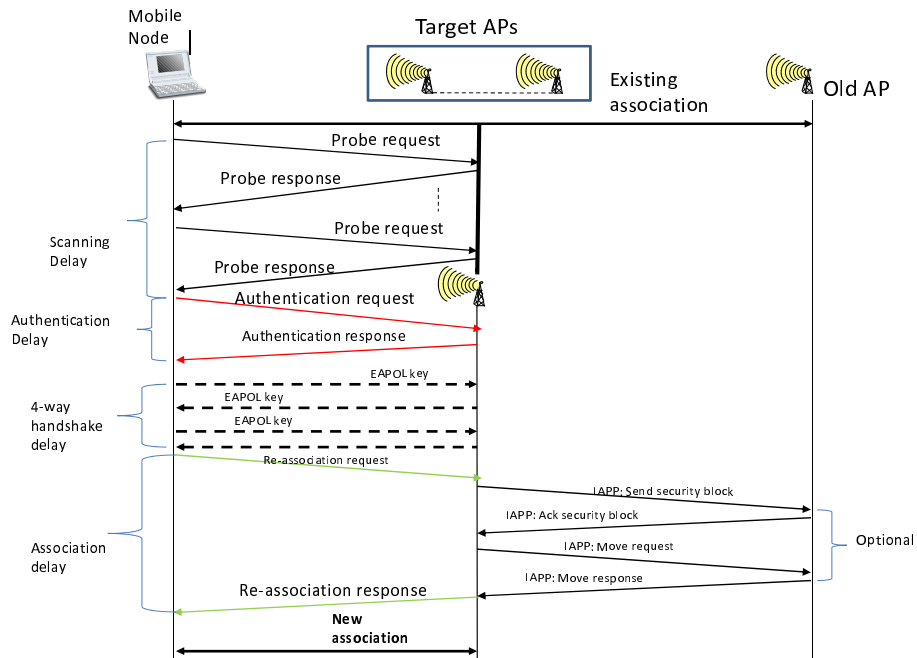 Mobile
Node
Target APs
Existing
association
Old AP
Probe request
Probe response
Probe request
Scanning
Delay
Probe response
Authentication request
Authentication
Delay
Authentication response
EAPOL key
EAPOL key
4-way
handshake
delay
EAPOL key
Re-association request
IAPP: Send security block
IAPP: Ack security block
Optional
Association
delay
IAPP: Move request
IAPP: Move response
Re-association response
New
association